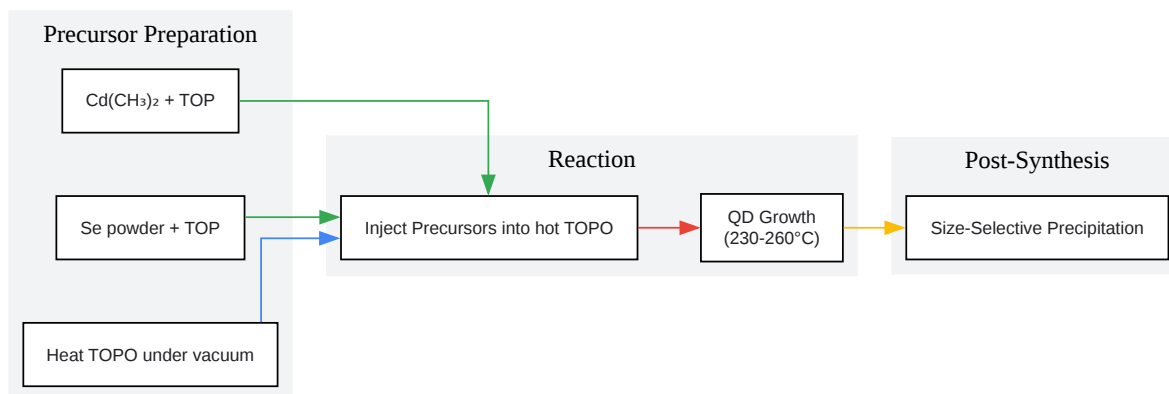 Precursor Preparation
Cd(CH₃)₂ + TOP
Se powder + TOP
Heat TOPO under vacuum
Reaction
Inject Precursors into hot TOPO
QD Growth
(230-260°C)
Post-Synthesis
Size-Selective Precipitation